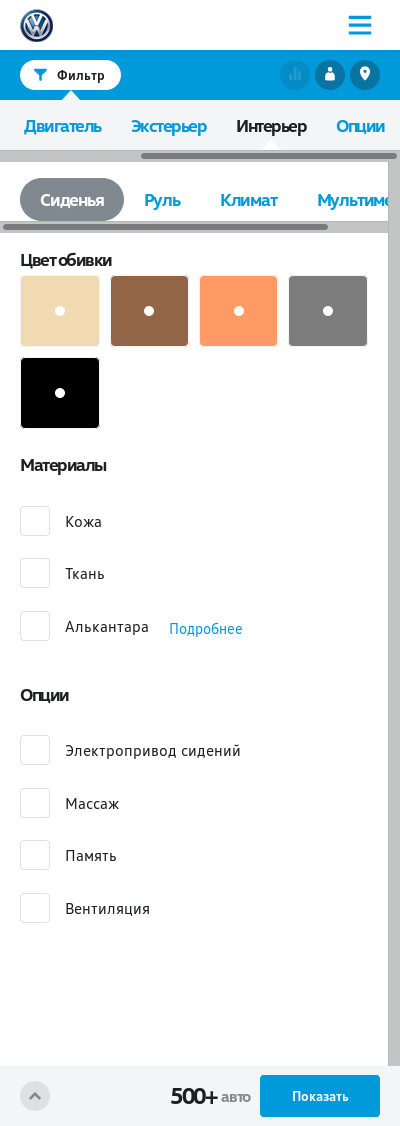 Фильтр
Двигатель Экстерьер Интерьер Опции
Сиденья Руль Климат Мультиме
Цвет обивки
Материалы
Кожа
Ткань
Алькантара Подробнее
Опции
Электропривод сидений
Массаж
Память
Вентиляция
500+ авто Показать